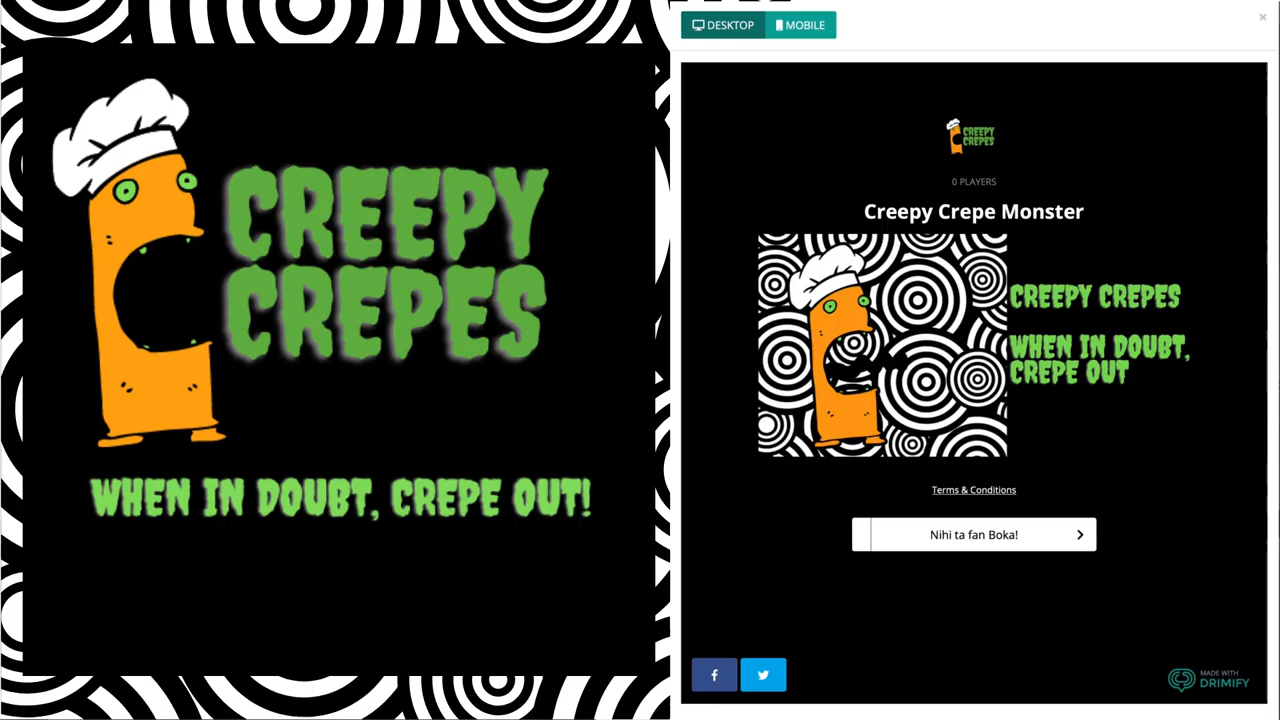 CREEPY
CREPES
WHEN IN DOUBT, CREPE OUT!
DESKTOP
MOBILE
×
CREEPY
CREPES
0 PLAYERS
Creepy Crepe Monster
CREEPY CREPES
WHEN IN DOUBT,
CREPE OUT
Terms & Conditions
Nihi ta fan Boka!
f
MADE WITH
DRIMIFY